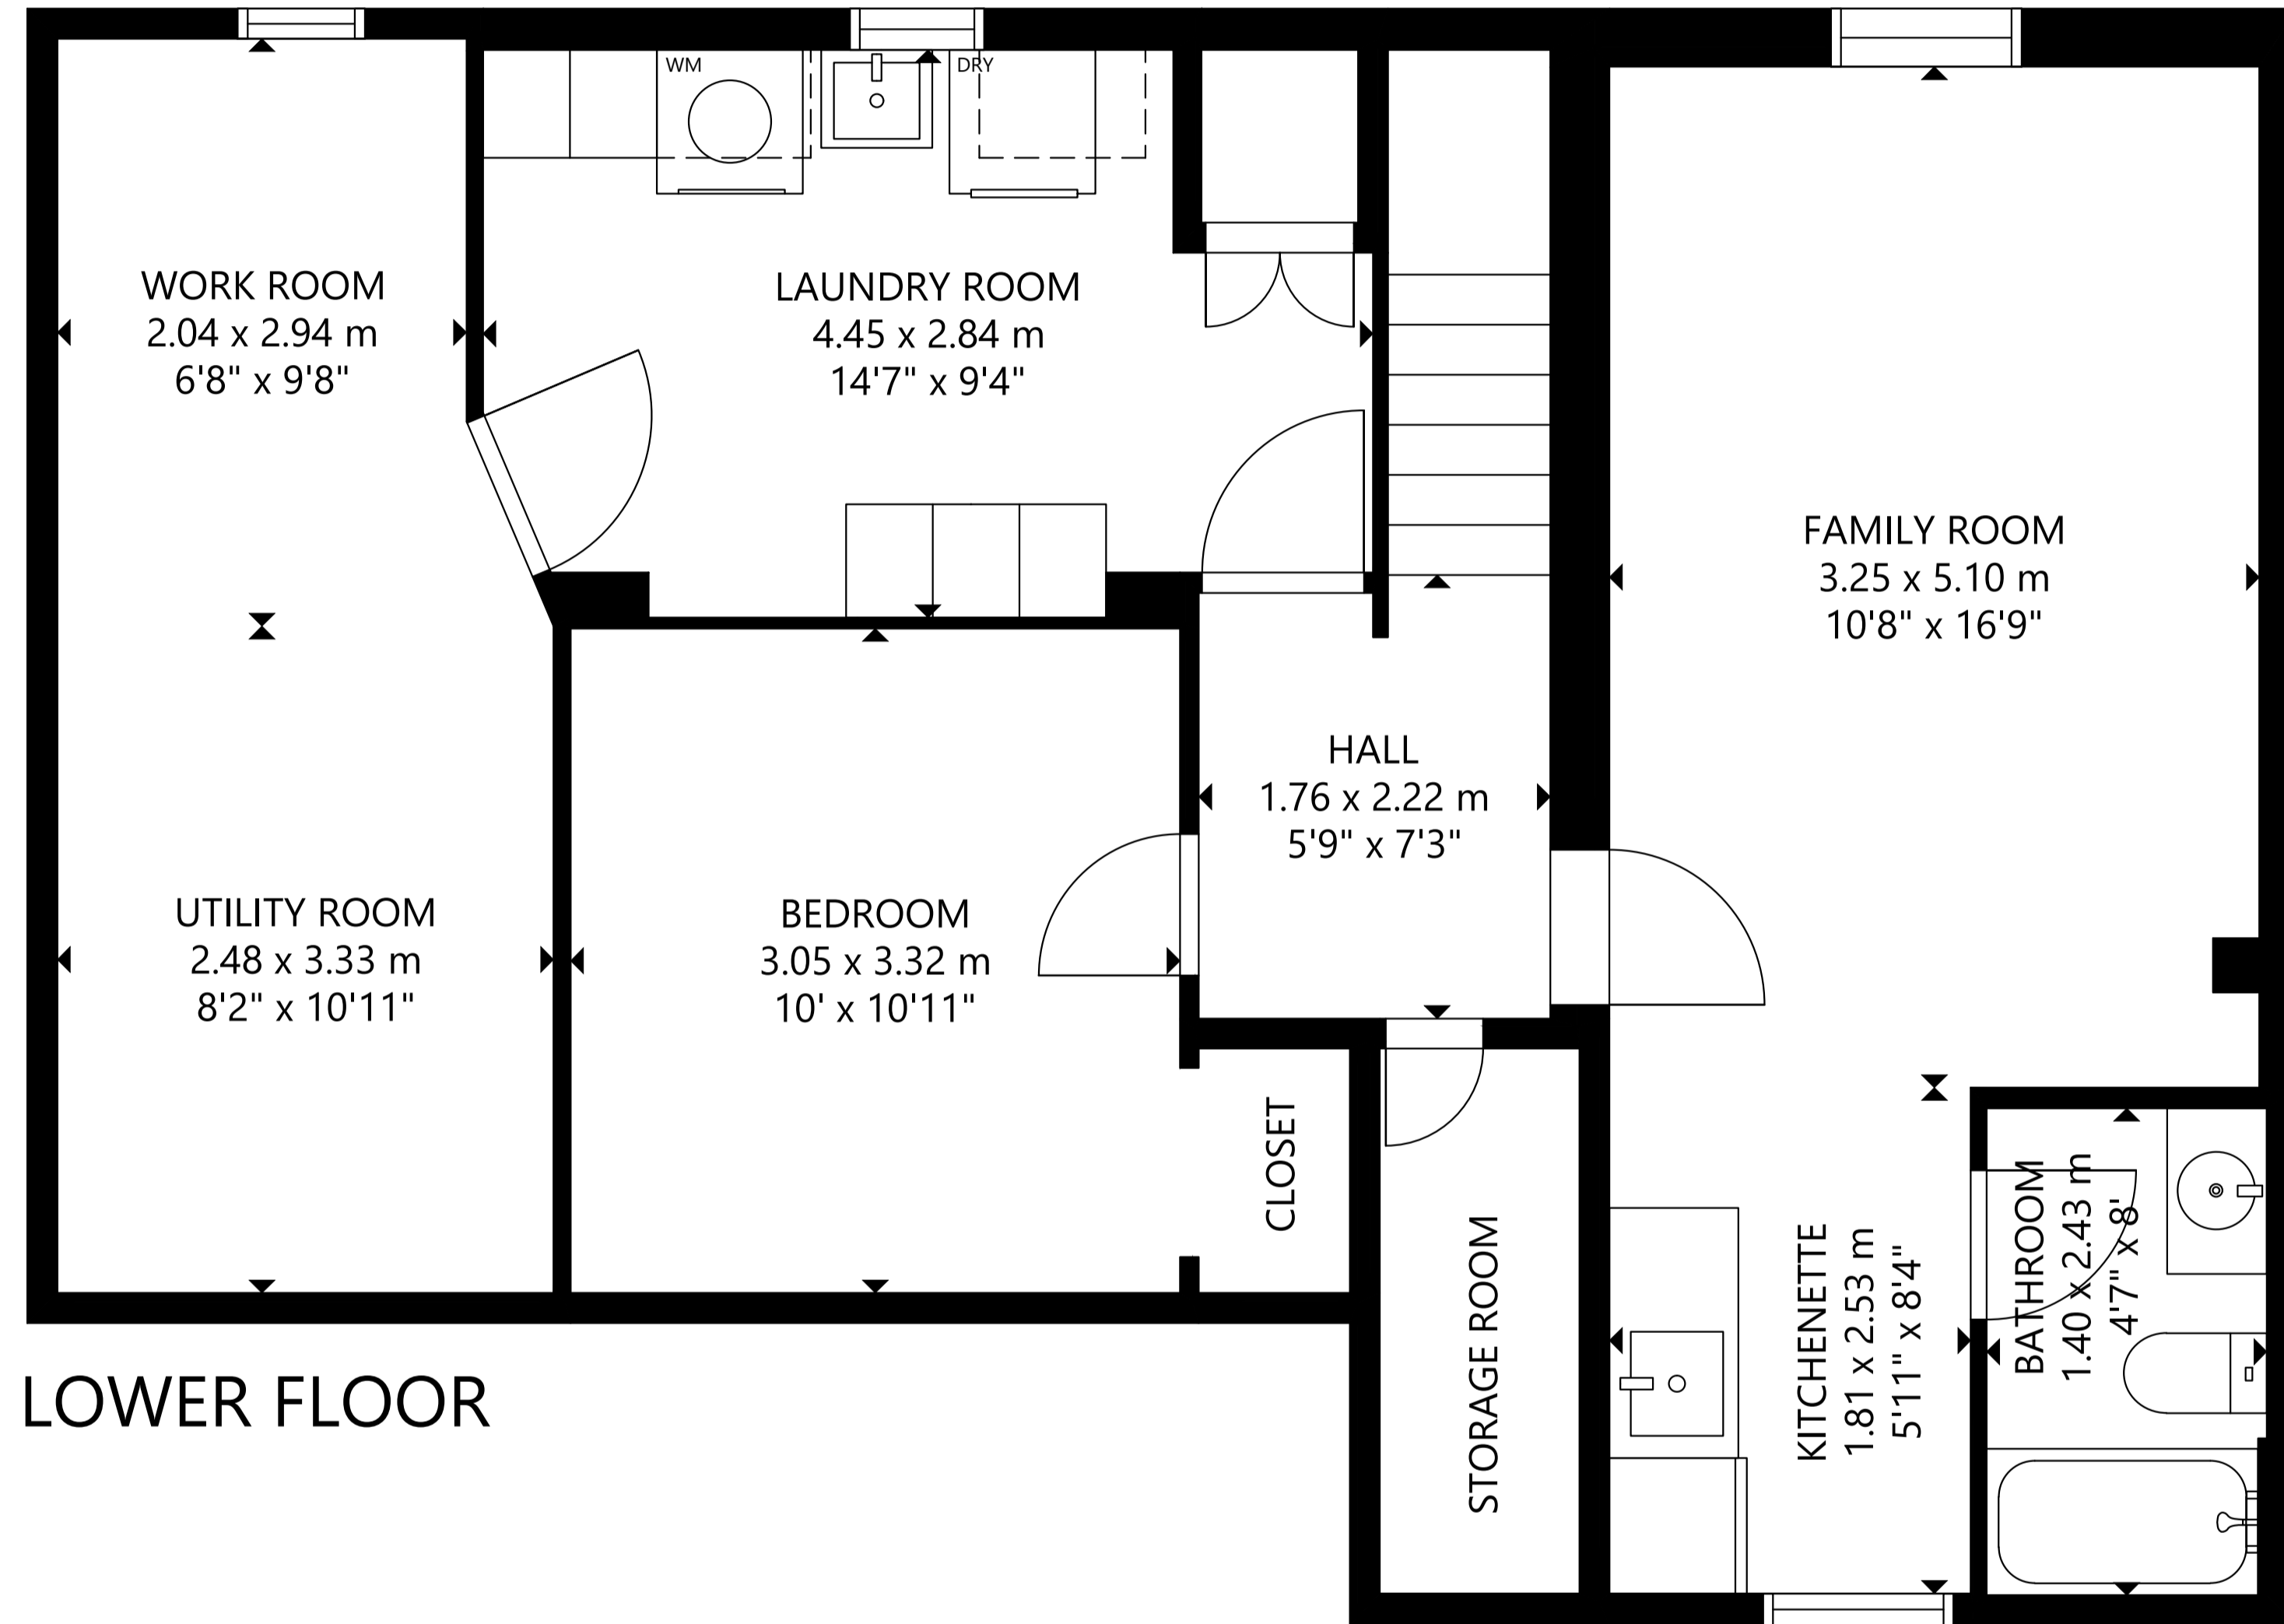 WM
DRY
WORK ROOM
2.04 x 2.94 m
6'8" x 9'8"
LAUNDRY ROOM
4.45 x 2.84 m
14'7" x 9'4"
FAMILY ROOM
3.25 x 5.10 m
10'8" x 16'9"
HALL
1.76 x 2.22 m
5'9" x 7'3"
UTILITY ROOM
2.48 x 3.33 m
8'2" x 10'11"
BEDROOM
3.05 x 3.32 m
10' x 10'11"
CLOSET
STORAGE ROOM
KITCHENETTE
1.81 x 2.53 m
5'11" x 8'4"
BATHROOM
1.40 x 2.43 m
4'7" x 8'
LOWER FLOOR